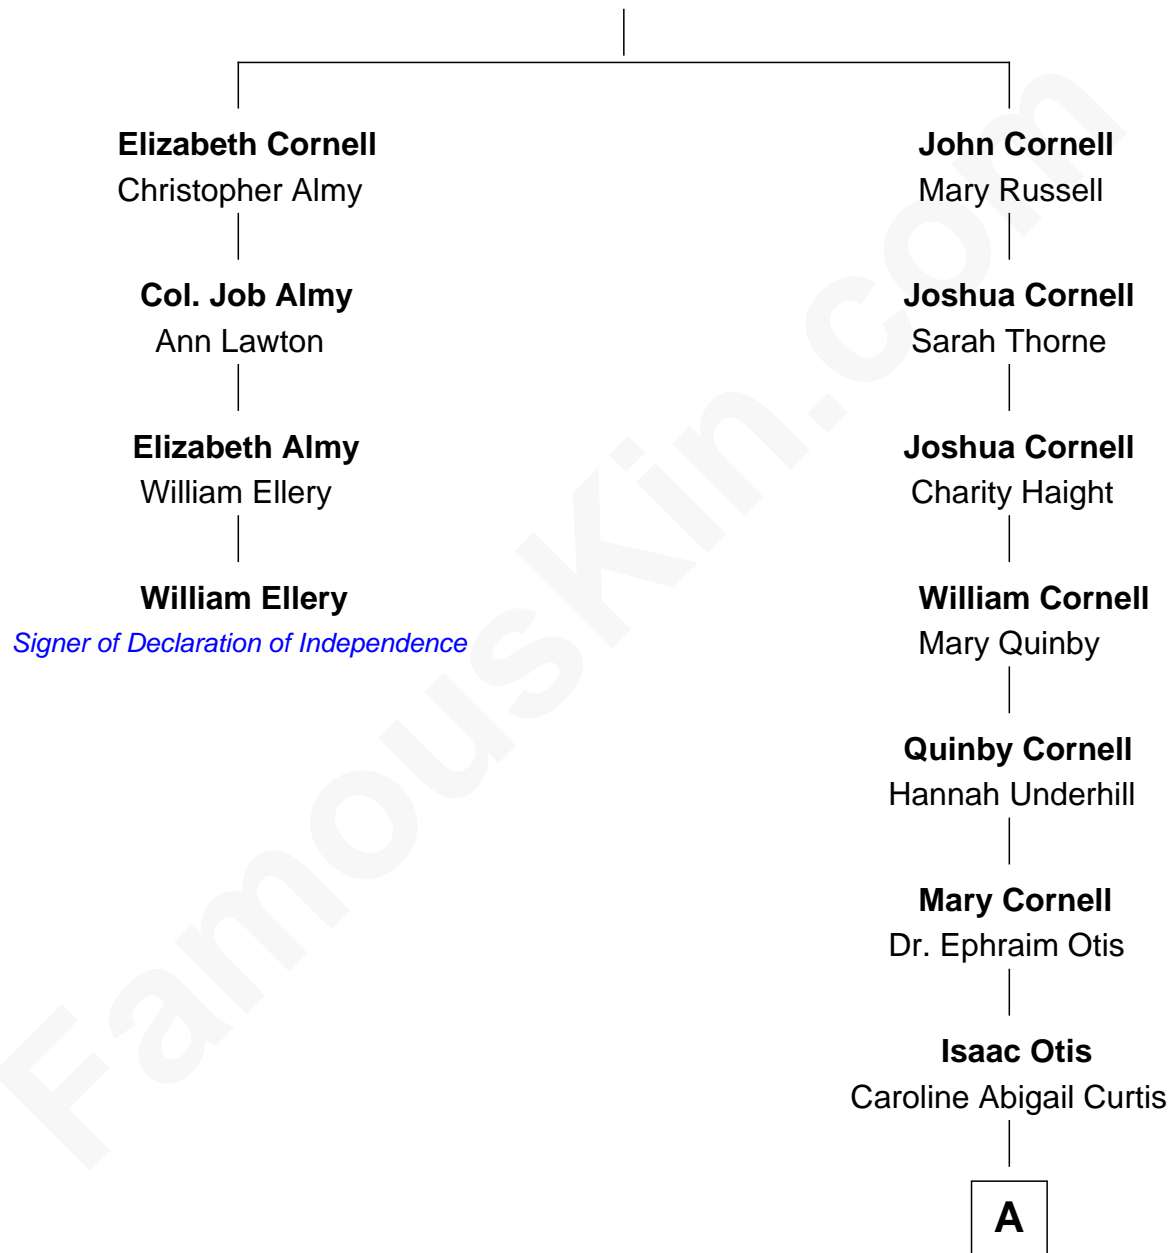 Elizabeth Cornell
Christopher Almy
Col. Job Almy
Ann Lawton
Elizabeth Almy
William Ellery
William Ellery
Signer of Declaration of Independence
John Cornell
Mary Russell
Joshua Cornell
Sarah Thorne
Joshua Cornell
Charity Haight
William Cornell
Mary Quinby
Quinby Cornell
Hannah Underhill
Mary Cornell
Dr. Ephraim Otis
Isaac Otis
Caroline Abigail Curtis
A
FamousKin.com